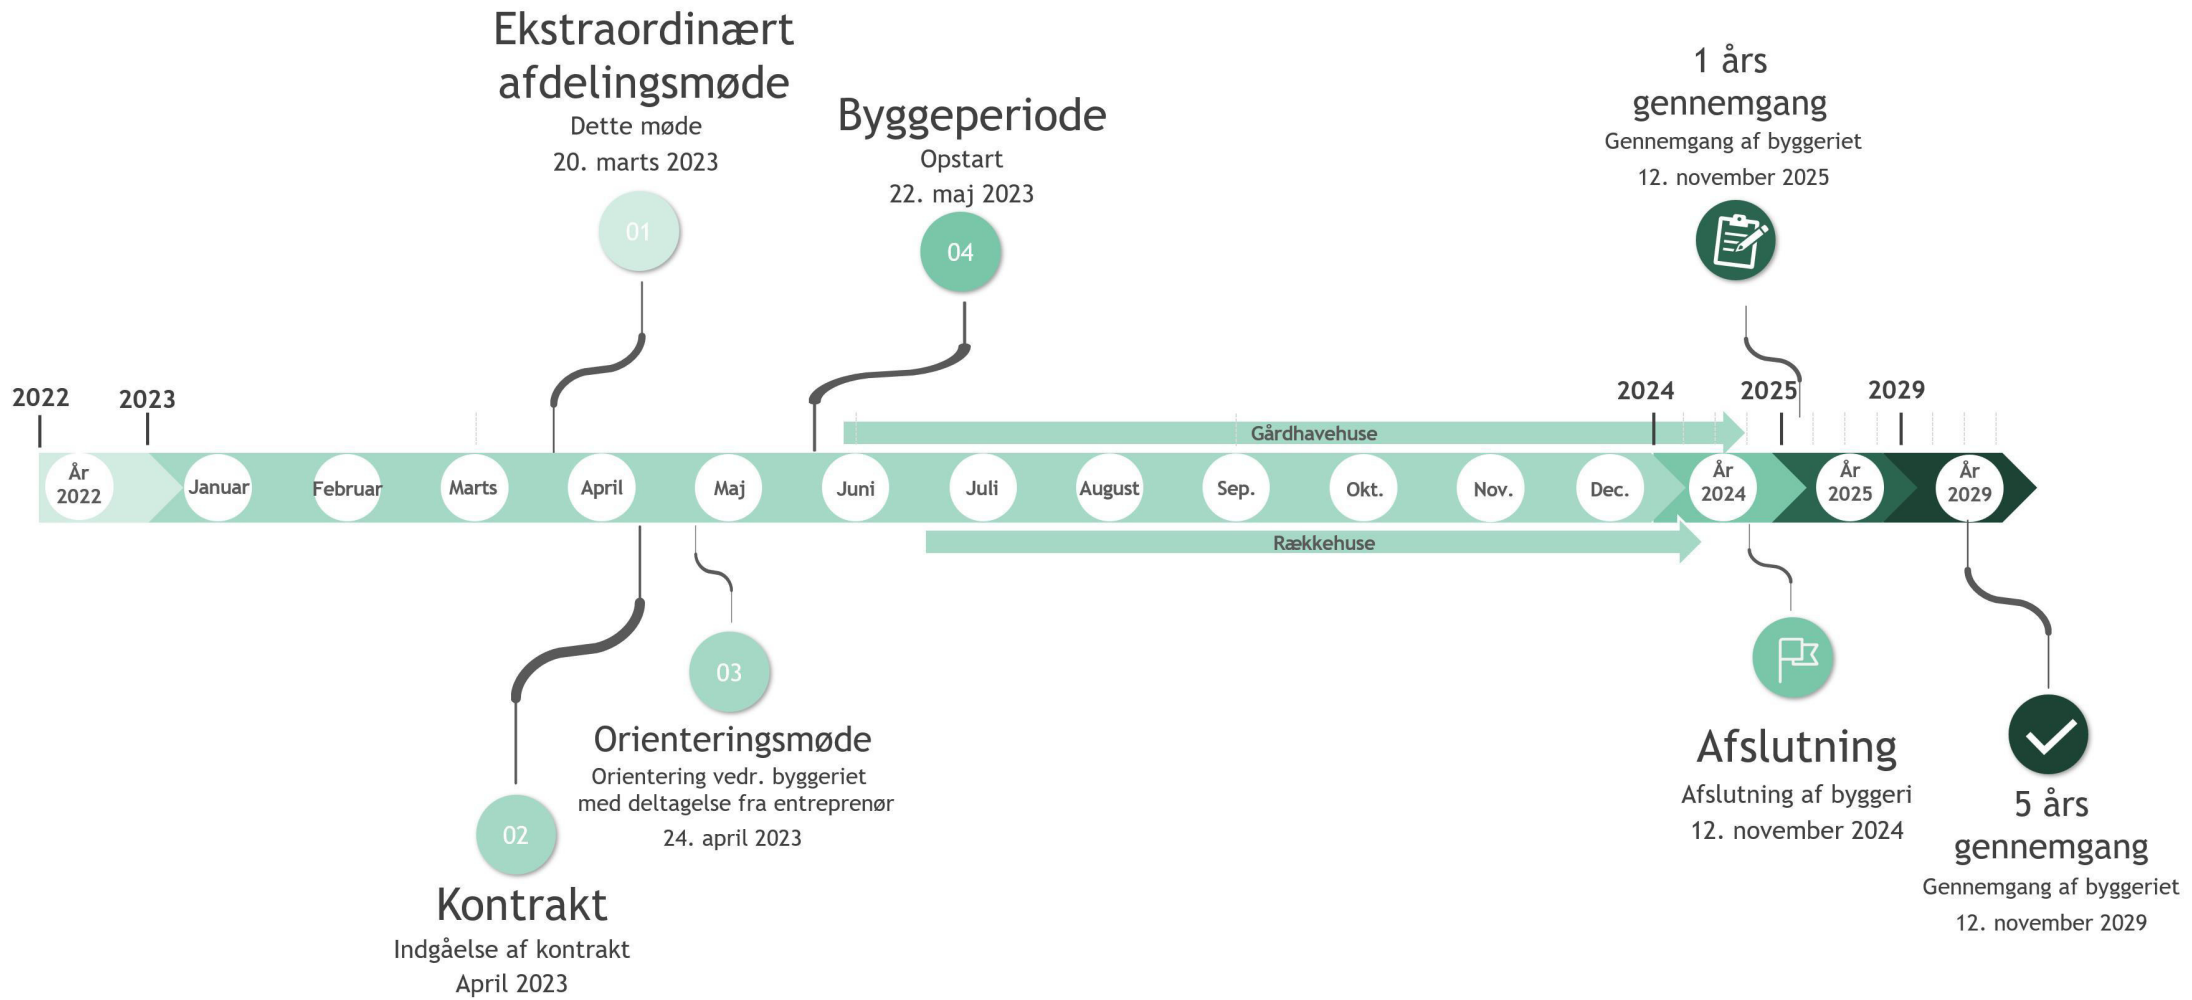 Ekstraordinært
afdelingsmøde
Dette møde
20. marts 2023
01
Byggeperiode
Opstart
22. maj 2023
04
1 års
gennemgang
Gennemgang af byggeriet
12. november 2025
2022
2023
2024
2025
2029
Gårdhavehuse
År
2022
Januar
Februar
Marts
April
Maj
Juni
Juli
August
Sep.
Okt.
Nov.
Dec.
År
2024
År
2025
År
2029
Rækkehuse
03
Orienteringsmøde
Orientering vedr. byggeriet
med deltagelse fra entreprenør
24. april 2023
02
Kontrakt
Indgåelse af kontrakt
April 2023
Afslutning
Afslutning af byggeri
12. november 2024
5 års
gennemgang
Gennemgang af byggeriet
12. november 2029